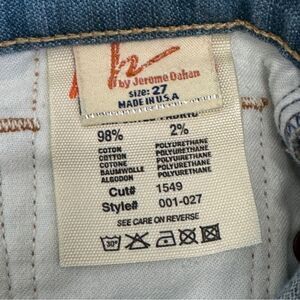 by Jerome Dahan
SIZE: 27
MADE IN U.S.A
98% 2%
COTON POLYURETHANE
COTTON POLYURETHANE
COTONE POLIURETHANE
BAUMWOLLE POLYURETHANE
ALGODON POLYURETHANE
Cut# 1549
Style# 001-027
SEE CARE ON REVERSE
30°